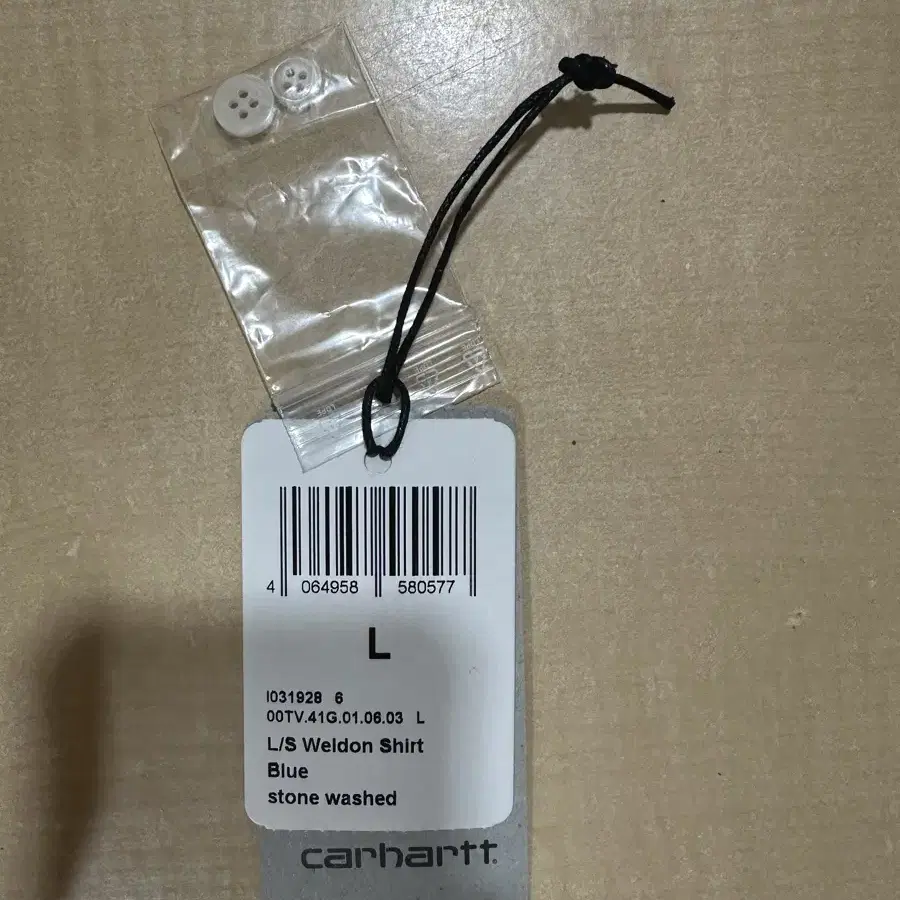 4 064958 580577
L
I031928 6
00TV.41G.01.06.03 L
L/S Weldon Shirt
Blue
stone washed
carhartt